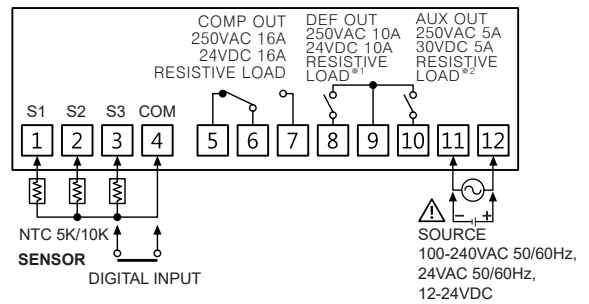 COMP OUT
250VAC 16A
24VDC 16A
RESISTIVE LOAD
DEF OUT
250VAC 10A
24VDC 10A
RESISTIVE
LOAD※1
AUX OUT
250VAC 5A
30VDC 5A
RESISTIVE
LOAD※2
S1 S2 S3 COM
1 2 3 4 5 6 7 8 9 10 11 12
NTC 5K/10K
SENSOR
DIGITAL INPUT
− +
SOURCE
100-240VAC 50/60Hz,
24VAC 50/60Hz,
12-24VDC